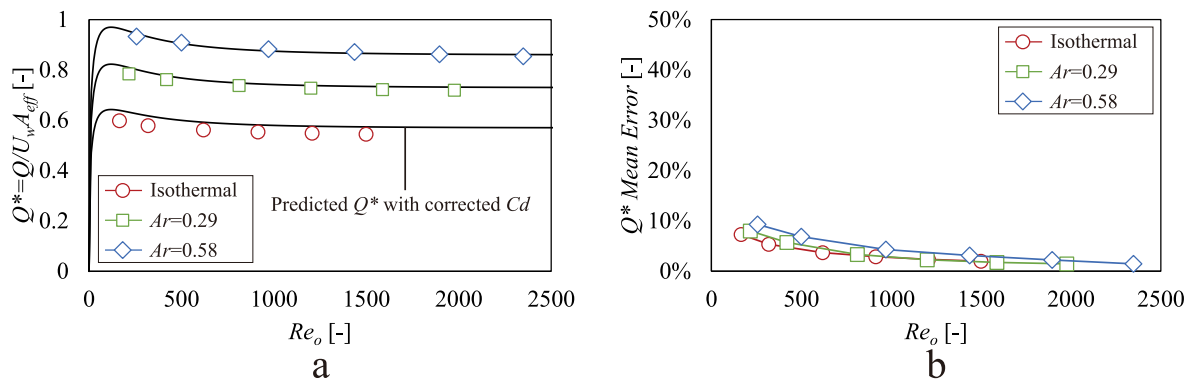 Q*=Q/UwAeff [-]
1
0.8
0.6
0.4
0.2
0
0 500 1000 1500 2000 2500
Isothermal
Ar=0.29
Ar=0.58
Predicted Q* with corrected Cd
Reo [-]
a
Q* Mean Error [-]
50%
40%
30%
20%
10%
0%
0 500 1000 1500 2000 2500
Isothermal
Ar=0.29
Ar=0.58
Reo [-]
b